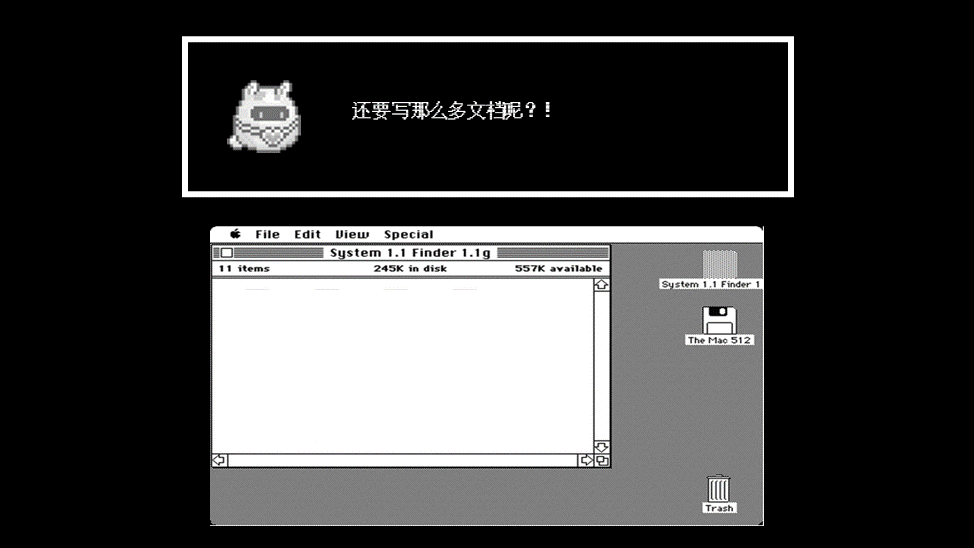 还要写那么多文档呢？！
File Edit View Special
System 1.1 Finder 1.1g
11 items 245K in disk 557K available
System 1.1 Finder 1
The Mac 512
Trash